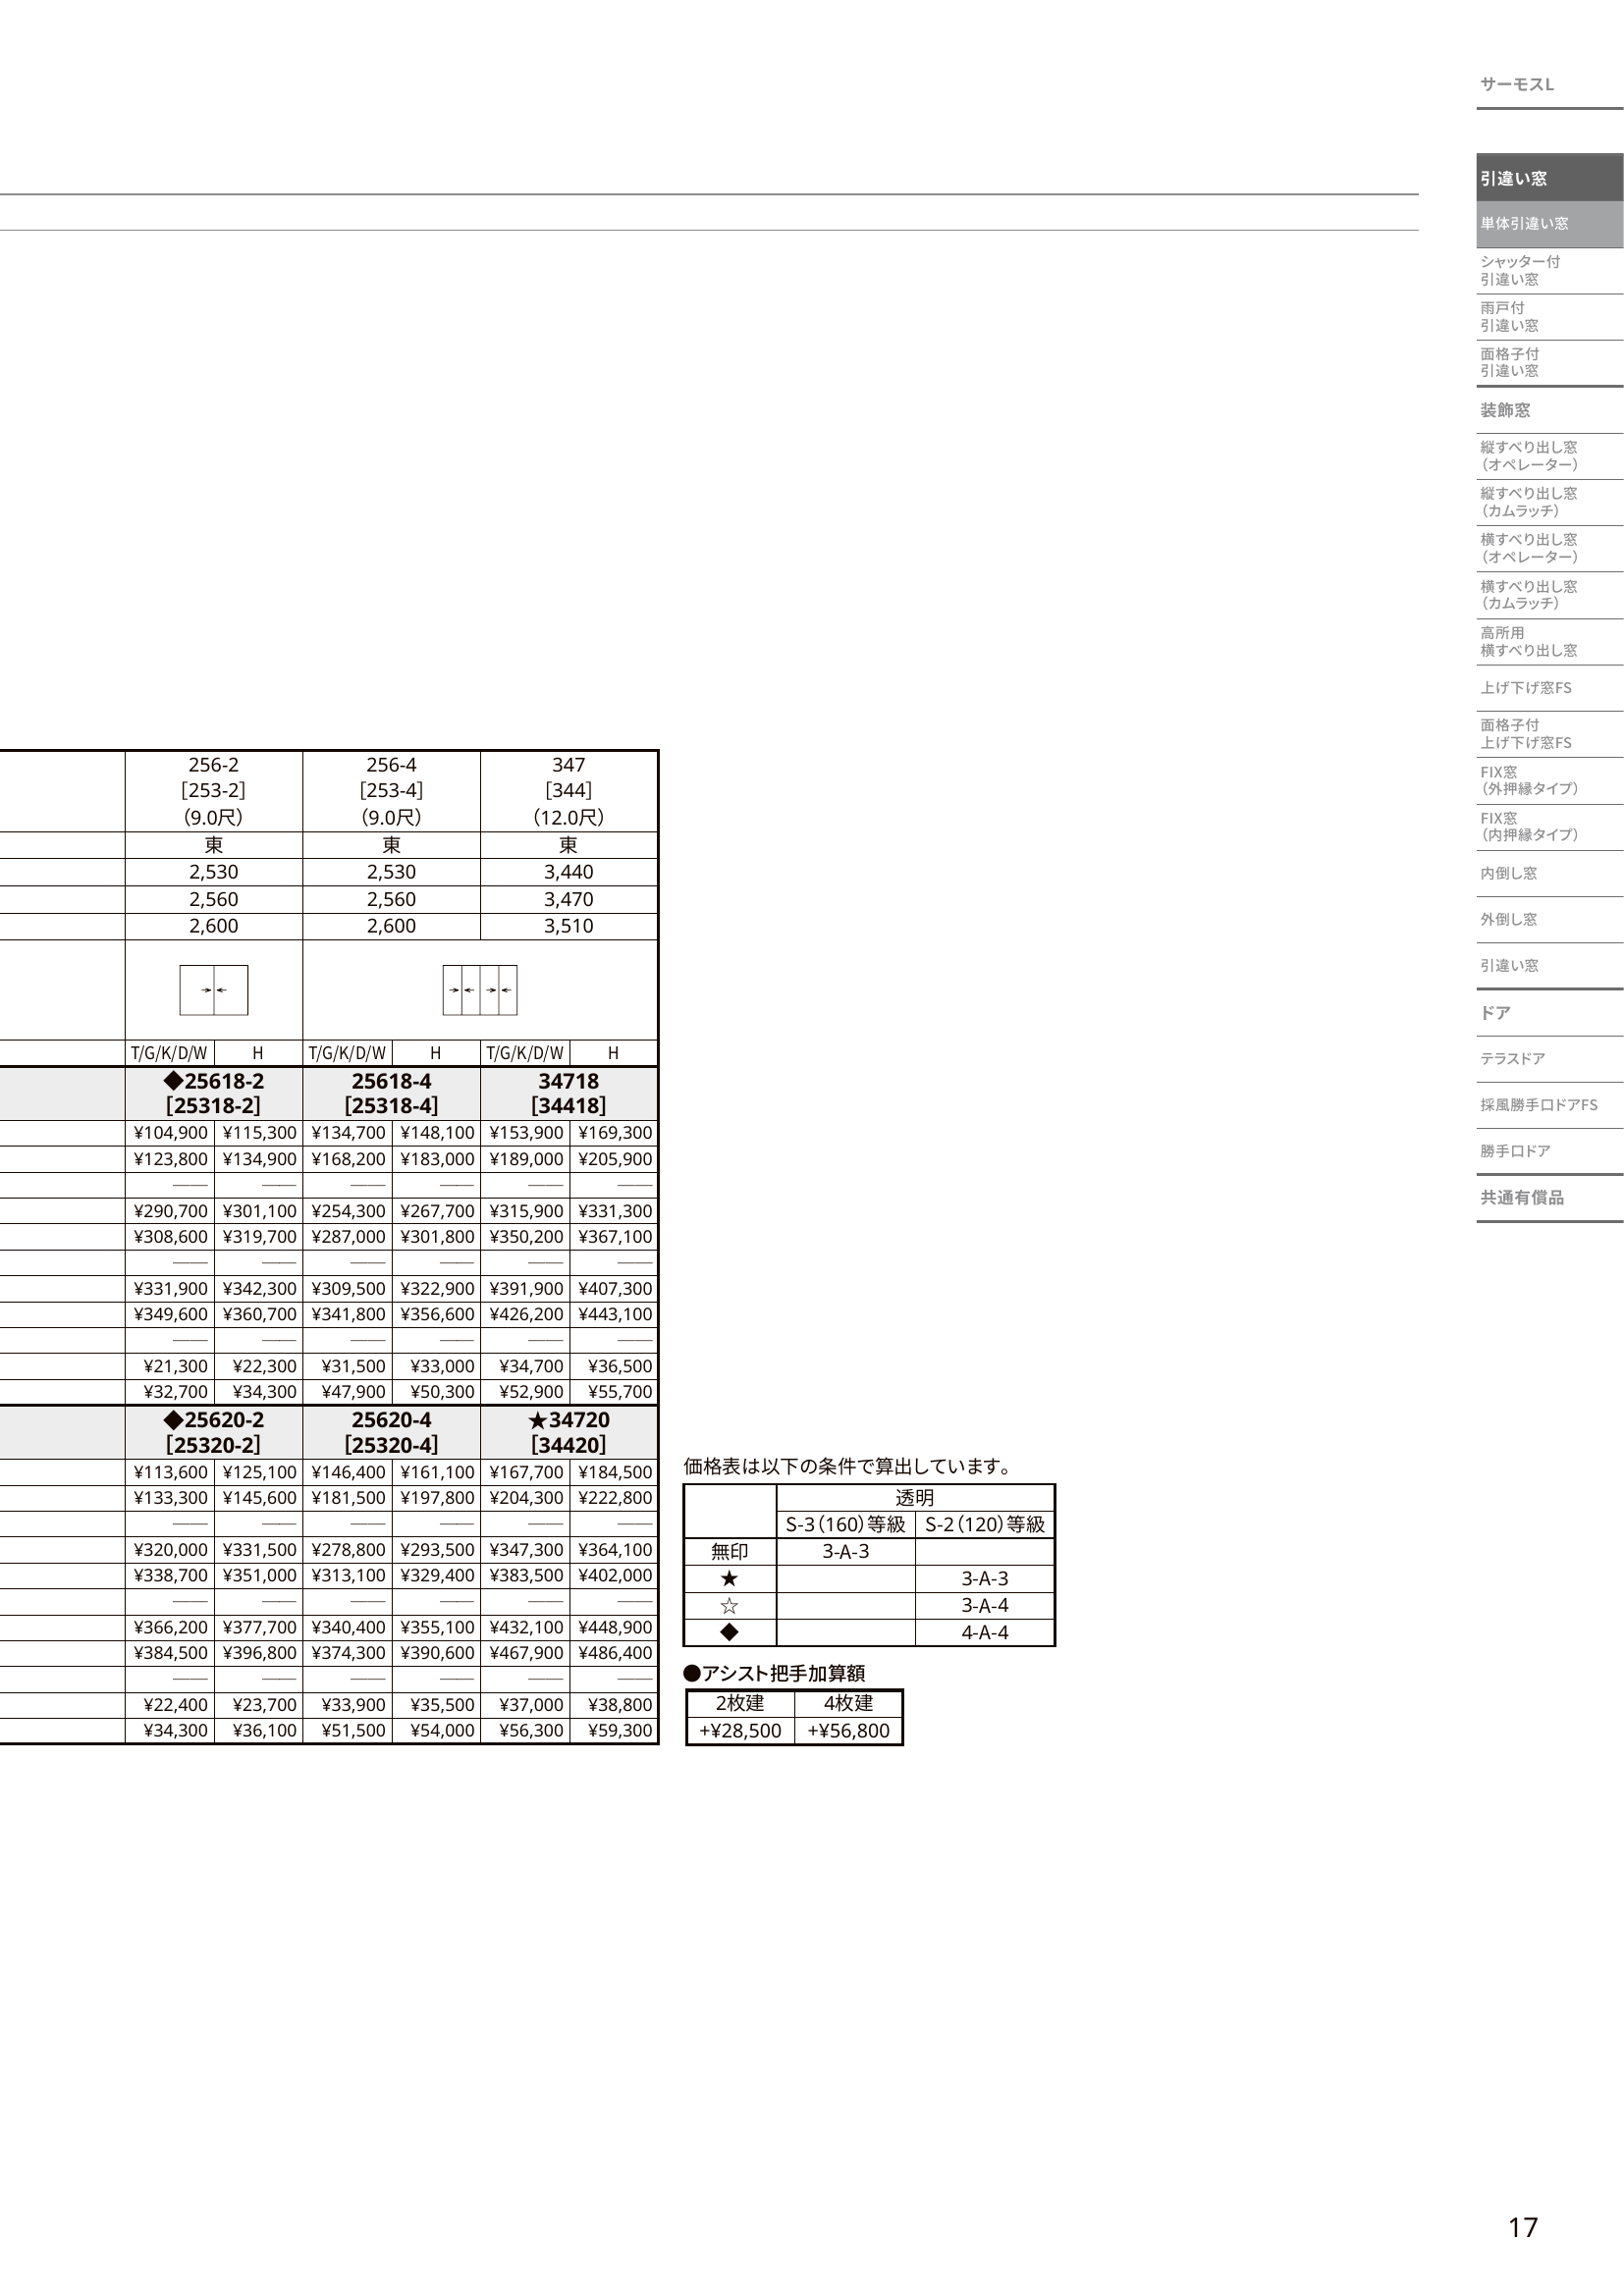 サーモスL
引違い窓
単体引違い窓
シャッター付
引違い窓
雨戸付
引違い窓
面格子付
引違い窓
装飾窓
縦すべり出し窓
（オペレーター）
縦すべり出し窓
（カムラッチ）
横すべり出し窓
（オペレーター）
横すべり出し窓
（カムラッチ）
高所用
横すべり出し窓
上げ下げ窓FS
面格子付
上げ下げ窓FS
FIX窓
（外押縁タイプ）
FIX窓
（内押縁タイプ）
内倒し窓
外倒し窓
引違い窓
ドア
テラスドア
採風勝手口ドアFS
勝手口ドア
共通有償品
256-2 256-4 347
［253-2］ ［253-4］ ［344］
（9.0尺） （9.0尺） （12.0尺）
東 東 東
2,530 2,530 3,440
2,560 2,560 3,470
2,600 2,600 3,510
T/G/K/D/W H T/G/K/D/W H T/G/K/D/W H
◆25618-2 25618-4 34718
［25318-2］ ［25318-4］ ［34418］
¥104,900 ¥115,300 ¥134,700 ¥148,100 ¥153,900 ¥169,300
¥123,800 ¥134,900 ¥168,200 ¥183,000 ¥189,000 ¥205,900
—— —— —— —— —— ——
¥290,700 ¥301,100 ¥254,300 ¥267,700 ¥315,900 ¥331,300
¥308,600 ¥319,700 ¥287,000 ¥301,800 ¥350,200 ¥367,100
—— —— —— —— —— ——
¥331,900 ¥342,300 ¥309,500 ¥322,900 ¥391,900 ¥407,300
¥349,600 ¥360,700 ¥341,800 ¥356,600 ¥426,200 ¥443,100
—— —— —— —— —— ——
¥21,300 ¥22,300 ¥31,500 ¥33,000 ¥34,700 ¥36,500
¥32,700 ¥34,300 ¥47,900 ¥50,300 ¥52,900 ¥55,700
◆25620-2 25620-4 ★34720
［25320-2］ ［25320-4］ ［34420］
¥113,600 ¥125,100 ¥146,400 ¥161,100 ¥167,700 ¥184,500
¥133,300 ¥145,600 ¥181,500 ¥197,800 ¥204,300 ¥222,800
—— —— —— —— —— ——
¥320,000 ¥331,500 ¥278,800 ¥293,500 ¥347,300 ¥364,100
¥338,700 ¥351,000 ¥313,100 ¥329,400 ¥383,500 ¥402,000
—— —— —— —— —— ——
¥366,200 ¥377,700 ¥340,400 ¥355,100 ¥432,100 ¥448,900
¥384,500 ¥396,800 ¥374,300 ¥390,600 ¥467,900 ¥486,400
—— —— —— —— —— ——
¥22,400 ¥23,700 ¥33,900 ¥35,500 ¥37,000 ¥38,800
¥34,300 ¥36,100 ¥51,500 ¥54,000 ¥56,300 ¥59,300
価格表は以下の条件で算出しています。
透明
S-3（160）等級 S-2（120）等級
無印 3-A-3
★ 3-A-3
☆ 3-A-4
◆ 4-A-4
●アシスト把手加算額
2枚建 4枚建
+¥28,500 +¥56,800
17